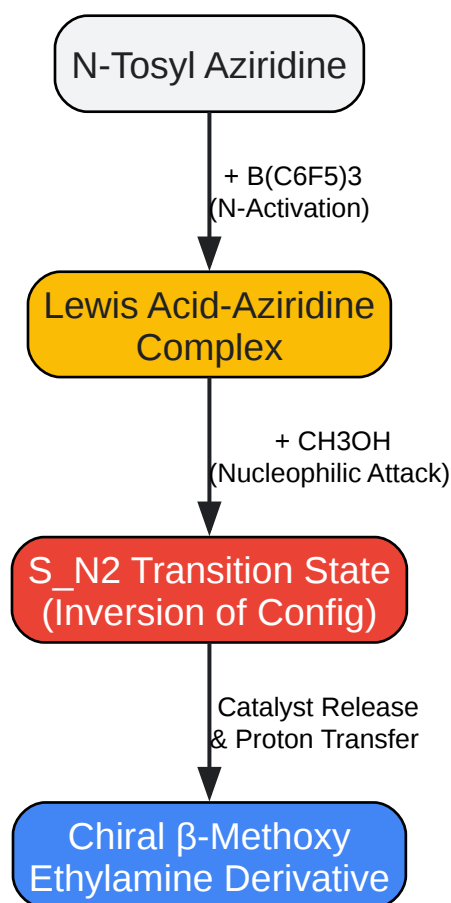 N-Tosyl Aziridine
+ B(C6F5)3
(N-Activation)
Lewis Acid-Aziridine
Complex
+ CH3OH
(Nucleophilic Attack)
S_N2 Transition State
(Inversion of Config)
Catalyst Release
& Proton Transfer
Chiral β-Methoxy
Ethylamine Derivative